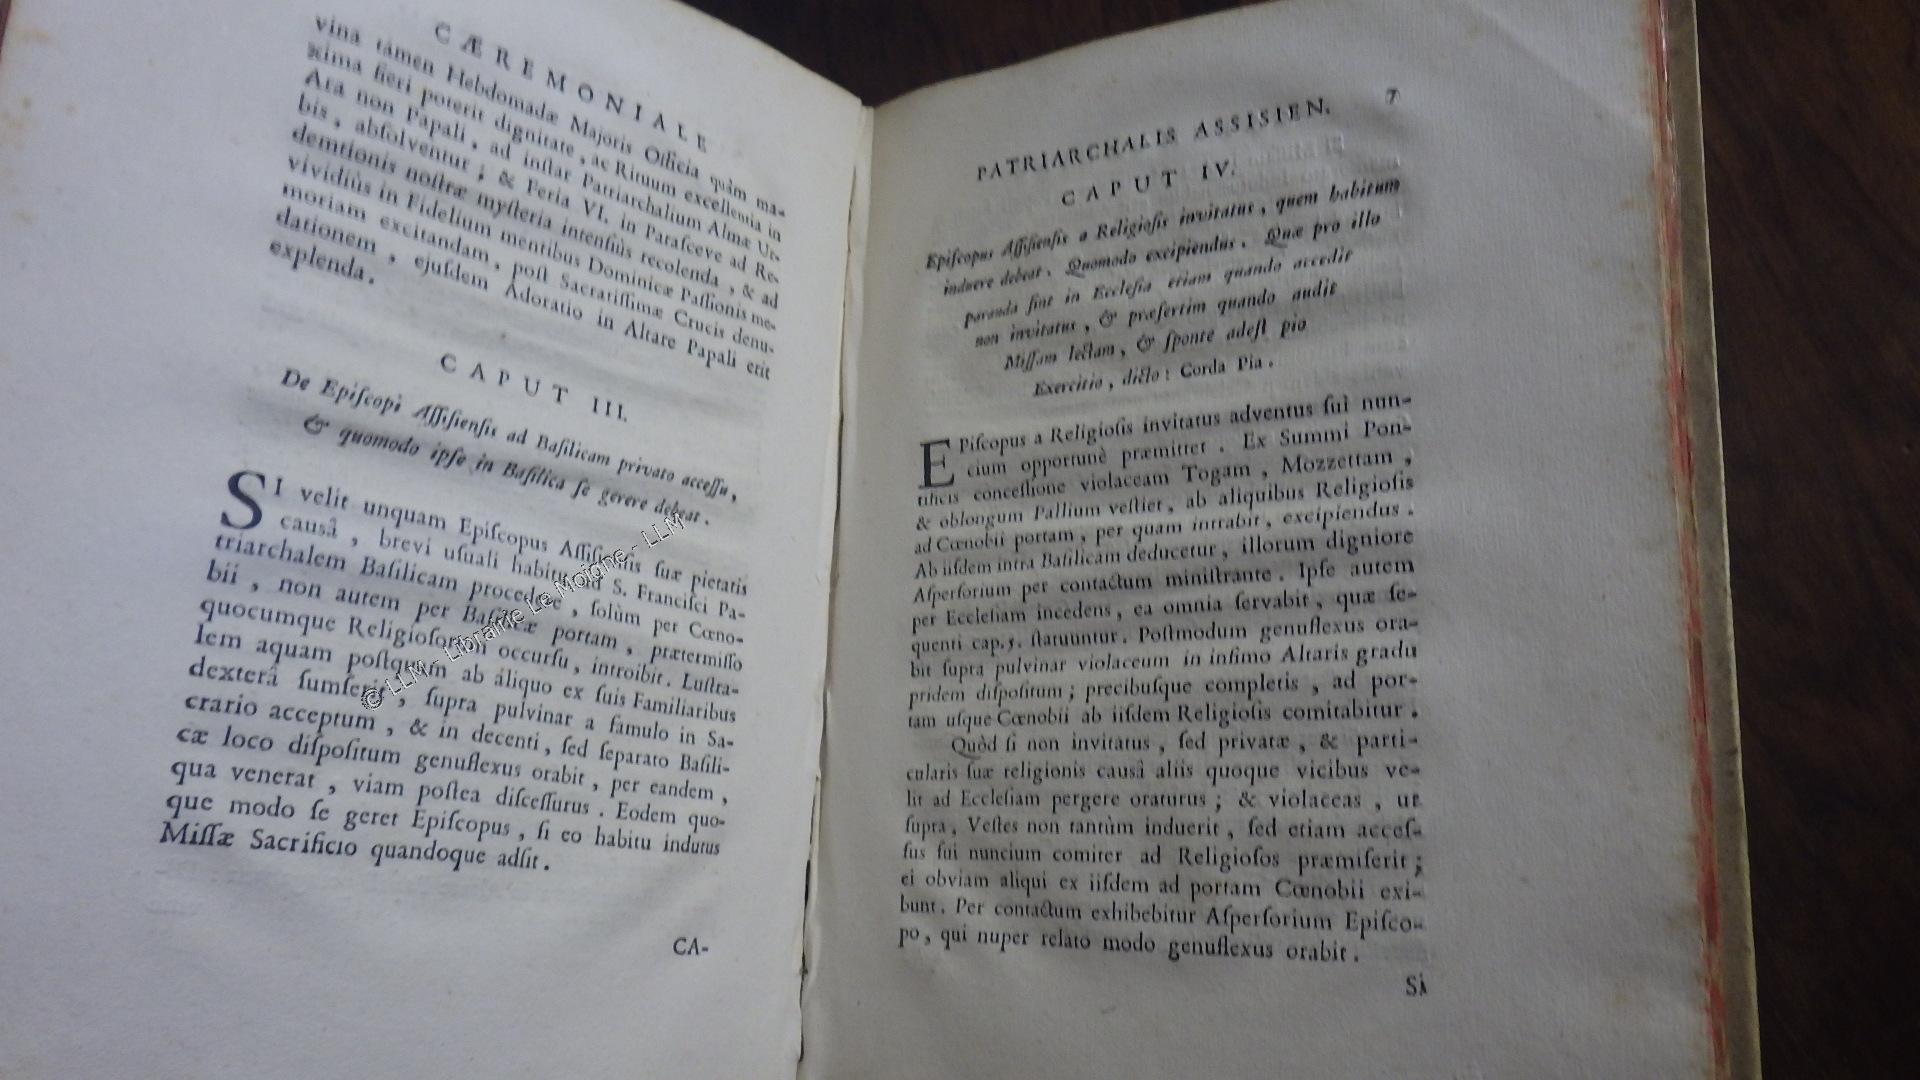 CÆREMONIALE
vina tamen Hebdomadæ Majoris Officia quàm ma-
xima fieri poterit dignitate, ac Rituum excellentia in
Ara non Papali, ad inſtar Patriarchalium Almæ Ur-
bis, abſolventur; & Feria VI. in Paraſceve ad Re-
demtionis noſtræ myſteria intenſiùs recolenda, & ad
vividiùs in Fidelium mentibus Dominicæ Paſſionis me-
moriam excitandam, poſt Sacratiſſimæ Crucis denu-
dationem, ejuſdem Adoratio in Altare Papali erit
explenda.
CAPUT III.
De Epiſcopi Aſſiſienſis ad Baſilicam privato acceſſu,
& quomodo ipſe in Baſilica ſe gerere debeat.
SI velit unquam Epiſcopus Aſſiſienſis ſuæ pietatis
causâ, brevi uſuali habitu ad S. Franciſci Pa-
triarchalem Baſilicam procedere, ſolùm per Cœno-
bii, non autem per Baſilicæ portam, prætermiſſo
quocumque Religioſorum occurſu, introibit. Luſtra-
lem aquam poſtquam ab aliquo ex ſuis Familiaribus
dexterâ ſumſerit, ſupra pulvinar a famulo in Sa-
crario acceptum, & in decenti, ſed ſeparato Baſili-
cæ loco diſpoſitum genuflexus orabit, per eandem,
qua venerat, viam poſtea diſceſſurus. Eodem quo-
que modo ſe geret Epiſcopus, ſi eo habitu indutus
Miſſæ Sacrificio quandoque adſit.
CA-
© LLM - Librairie Le Moigne - LLM
PATRIARCHALIS ASSISIEN. 7
CAPUT IV.
Epiſcopus Aſſiſienſis a Religioſis invitatus, quem habitum
induere debeat. Quomodo excipiendus. Quæ pro illo
paranda ſint in Eccleſia etiam quando accedit
non invitatus, & præſertim quando audit
Miſſam lectam, & ſponte adeſt pio
Exercitio, dicto: Corda Pia.
EPiſcopus a Religioſis invitatus adventus ſui nun-
cium opportunè præmittet. Ex Summi Pon-
tificis conceſſione violaceam Togam, Mozzettam,
& oblongum Pallium veſtiet, ab aliquibus Religioſis
ad Cœnobii portam, per quam intrabit, excipiendus.
Ab iiſdem intra Baſilicam deducetur, illorum digniore
Aſperſorium per contactum miniſtrante. Ipſe autem
per Eccleſiam incedens, ea omnia ſervabit, quæ ſe-
quenti cap. 5. ſtatuuntur. Poſtmodum genuflexus ora-
bit ſupra pulvinar violaceum in infimo Altaris gradu
pridem diſpoſitum; precibuſque completis, ad por-
tam uſque Cœnobii ab iiſdem Religioſis comitabitur.
Quòd ſi non invitatus, ſed privatæ, & parti-
cularis ſuæ religionis causâ aliis quoque vicibus ve-
lit ad Eccleſiam pergere oraturus; & violaceas, ut
ſupra, Veſtes non tantùm induerit, ſed etiam acceſ-
ſus ſui nuncium comiter ad Religioſos præmiſerit;
ei obviam aliqui ex iiſdem ad portam Cœnobii exi-
bunt. Per contactum exhibebitur Aſperſorium Epiſco-
po, qui nuper relato modo genuflexus orabit.
Si